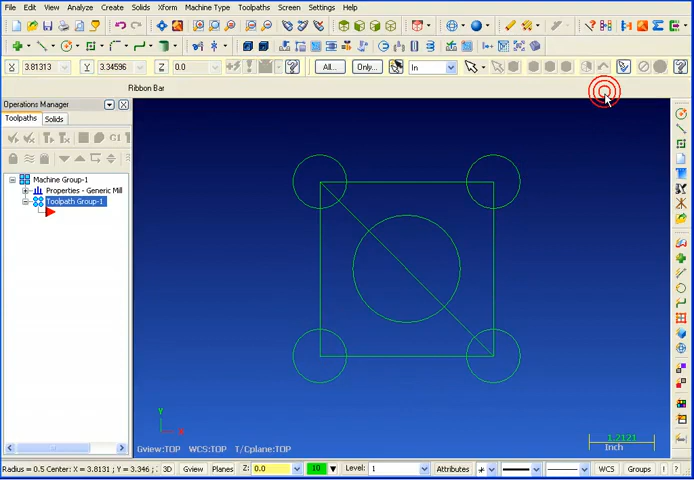 File Edit View Analyze Create Solids XForm Machine Type Toolpaths Screen Settings Help
X 3.81313 Y 3.34596 Z 0.0 All... Only... In
Ribbon Bar
Operations Manager
Toolpaths Solids
G1
Machine Group-1
Properties - Generic Mill
Toolpath Group-1
Y
X
Gview:TOP WCS:TOP T/Cplane:TOP
1.2121
Inch
Radius = 0.5 Center: X = 3.8131 ; Y = 3.346 ; 3D Gview Planes Z: 0.0 10 Level: 1 Attributes WCS Groups ! ?